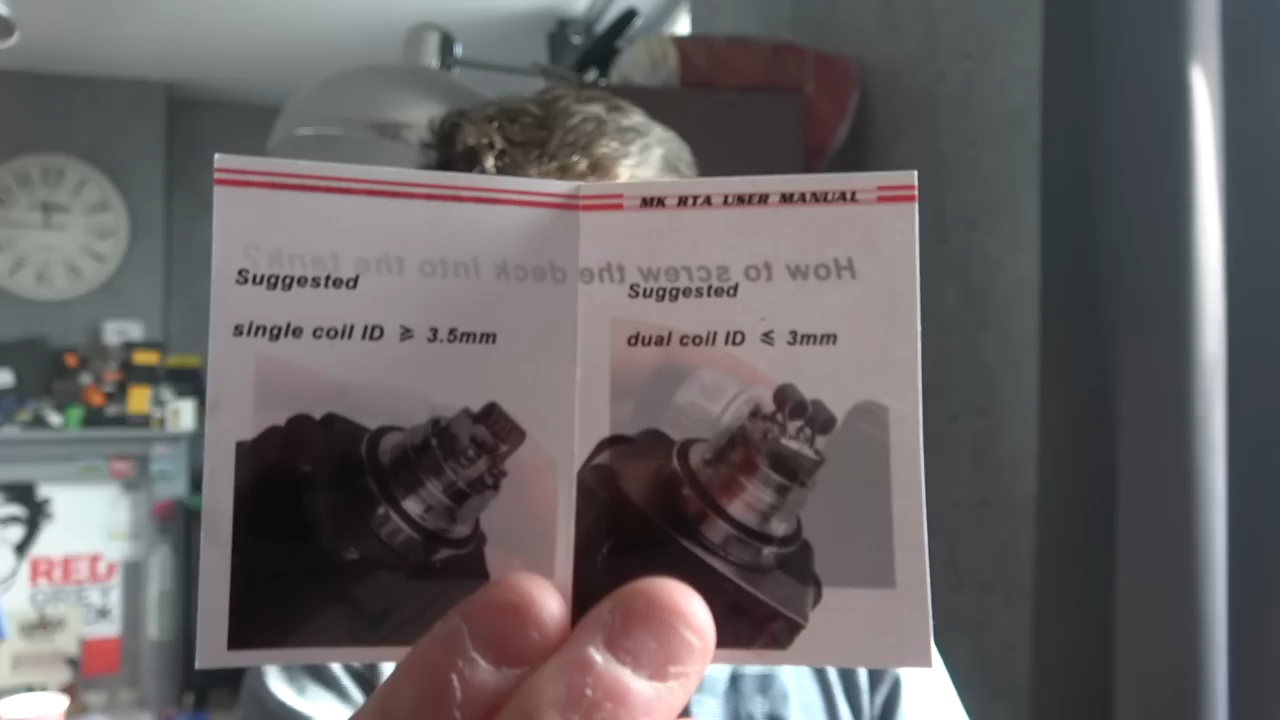 MK RTA USER MANUAL
How to screw the deck into the tank?
Suggested
single coil ID ⩾ 3.5mm
Suggested
dual coil ID ⩽ 3mm
RED